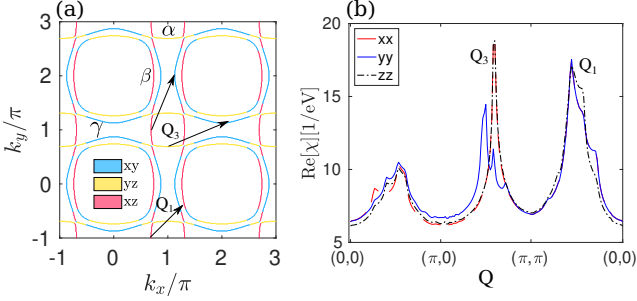 (a)
3
2
1
0
-1
k_y/π
-1
0
1
2
3
k_x/π
α
β
γ
Q_3
Q_1
xy
yz
xz
(b)
20
15
10
5
Re[χ][1/eV]
xx
yy
zz
Q_3
Q_1
(0,0)
(π,0)
(π,π)
(0,0)
Q